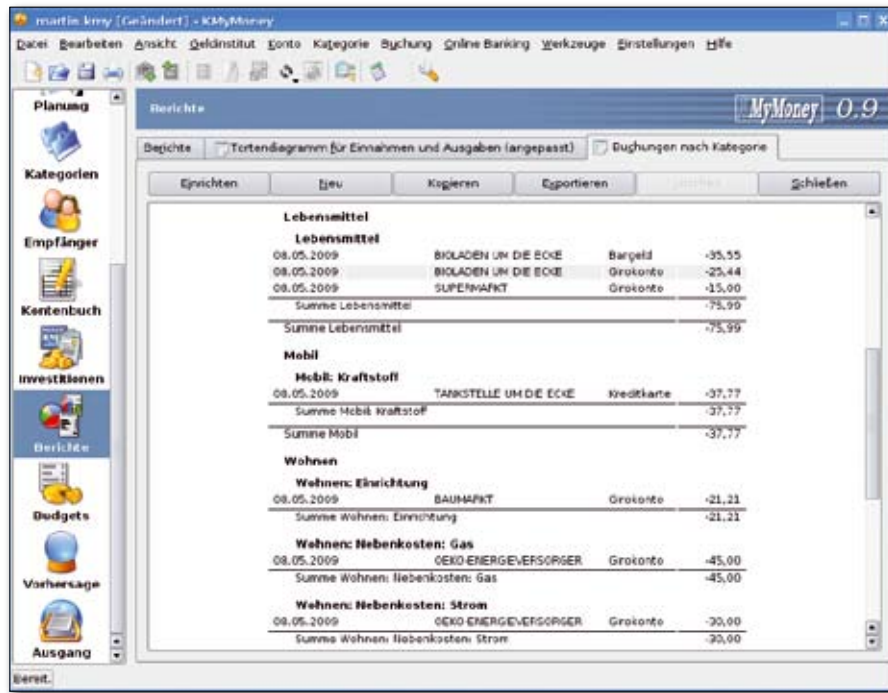 martin.kmy [Geändert] - KMyMoney
Datei Bearbeiten Ansicht Geldinstitut Konto Kategorie Buchung Online Banking Werkzeuge Einstellungen Hilfe
Planung
Kategorien
Empfänger
Kontenbuch
Investitionen
Berichte
Budgets
Vorhersage
Ausgang
Berichte
MyMoney 0.9
Berichte Tortendiagramm für Einnahmen und Ausgaben (angepasst) Buchungen nach Kategorie
Einrichten Neu Kopieren Exportieren Schließen
Lebensmittel
Lebensmittel
08.05.2009 BIOLADEN UM DIE ECKE Bargeld -35,55
08.05.2009 BIOLADEN UM DIE ECKE Girokonto -25,44
08.05.2009 SUPERMARKT Girokonto -15,00
Summe Lebensmittel -75,99
Summe Lebensmittel -75,99
Mobil
Mobil: Kraftstoff
08.05.2009 TANKSTELLE UM DIE ECKE Kreditkarte -37,77
Summe Mobil: Kraftstoff -37,77
Summe Mobil -37,77
Wohnen
Wohnen: Einrichtung
08.05.2009 BAUMARKT Girokonto -21,21
Summe Wohnen: Einrichtung -21,21
Wohnen: Nebenkosten: Gas
08.05.2009 OEKO-ENERGIEVERSORGER Girokonto -45,00
Summe Wohnen: Nebenkosten: Gas -45,00
Wohnen: Nebenkosten: Strom
08.05.2009 OEKO-ENERGIEVERSORGER Girokonto -30,00
Summe Wohnen: Nebenkosten: Strom -30,00
Bereit.